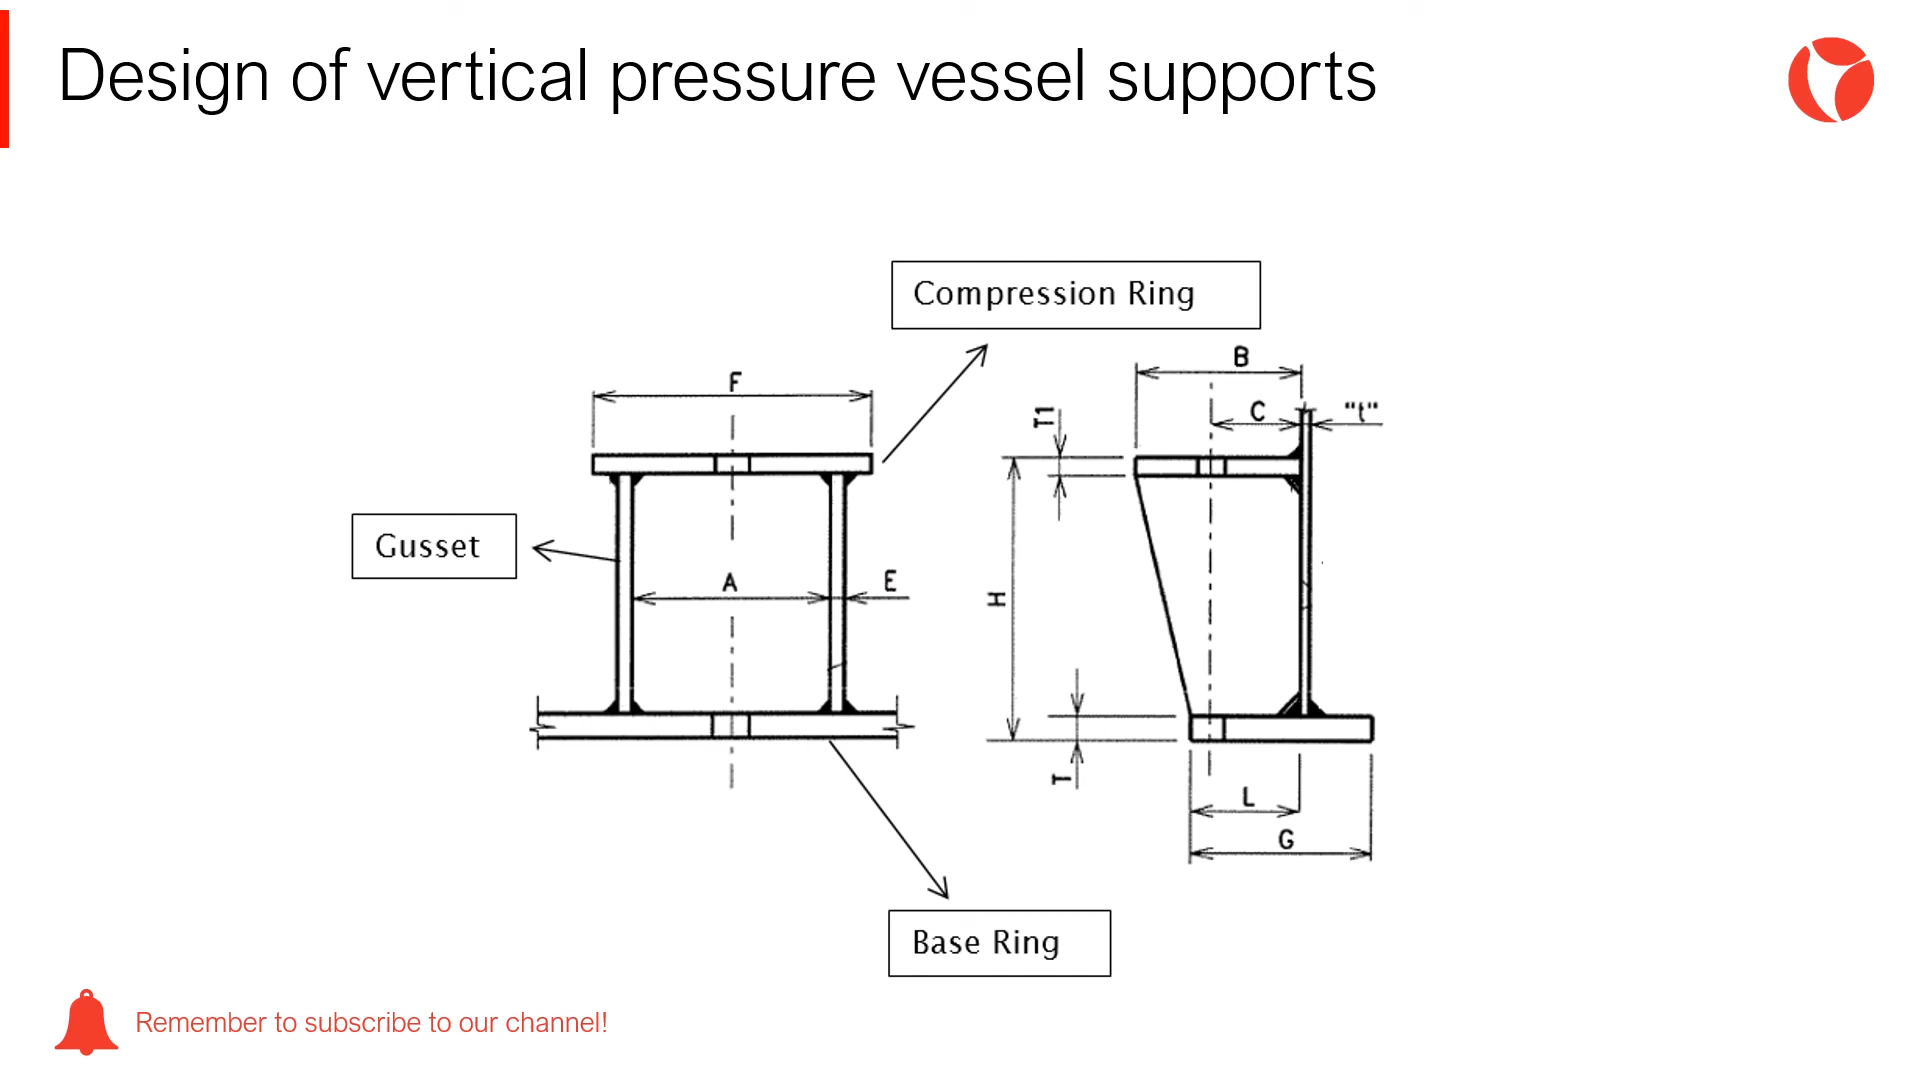 Design of vertical pressure vessel supports
Compression Ring
B
F
T1
C
"t"
Gusset
A
E
H
T
L
G
Base Ring
Remember to subscribe to our channel!